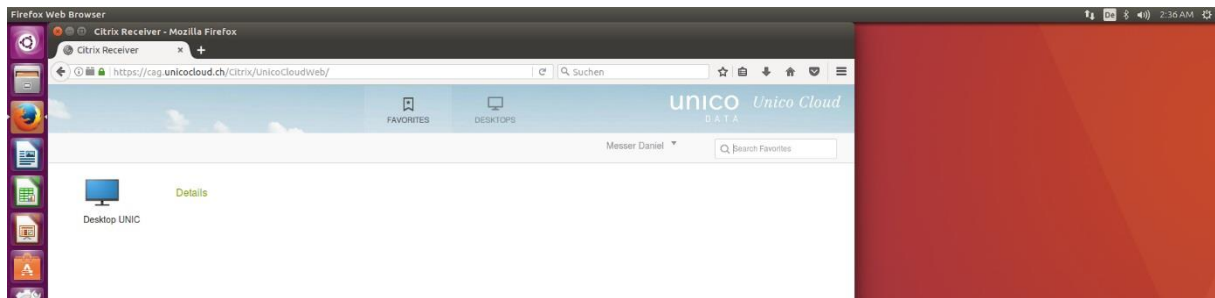 Firefox Web Browser
De
2:36 AM
Citrix Receiver - Mozilla Firefox
Citrix Receiver
https://cag.unicocloud.ch/Citrix/UnicoCloudWeb/
Suchen
FAVORITES
DESKTOPS
unico
DATA
Unico Cloud
Messer Daniel
Search Favorites
Details
Desktop UNIC